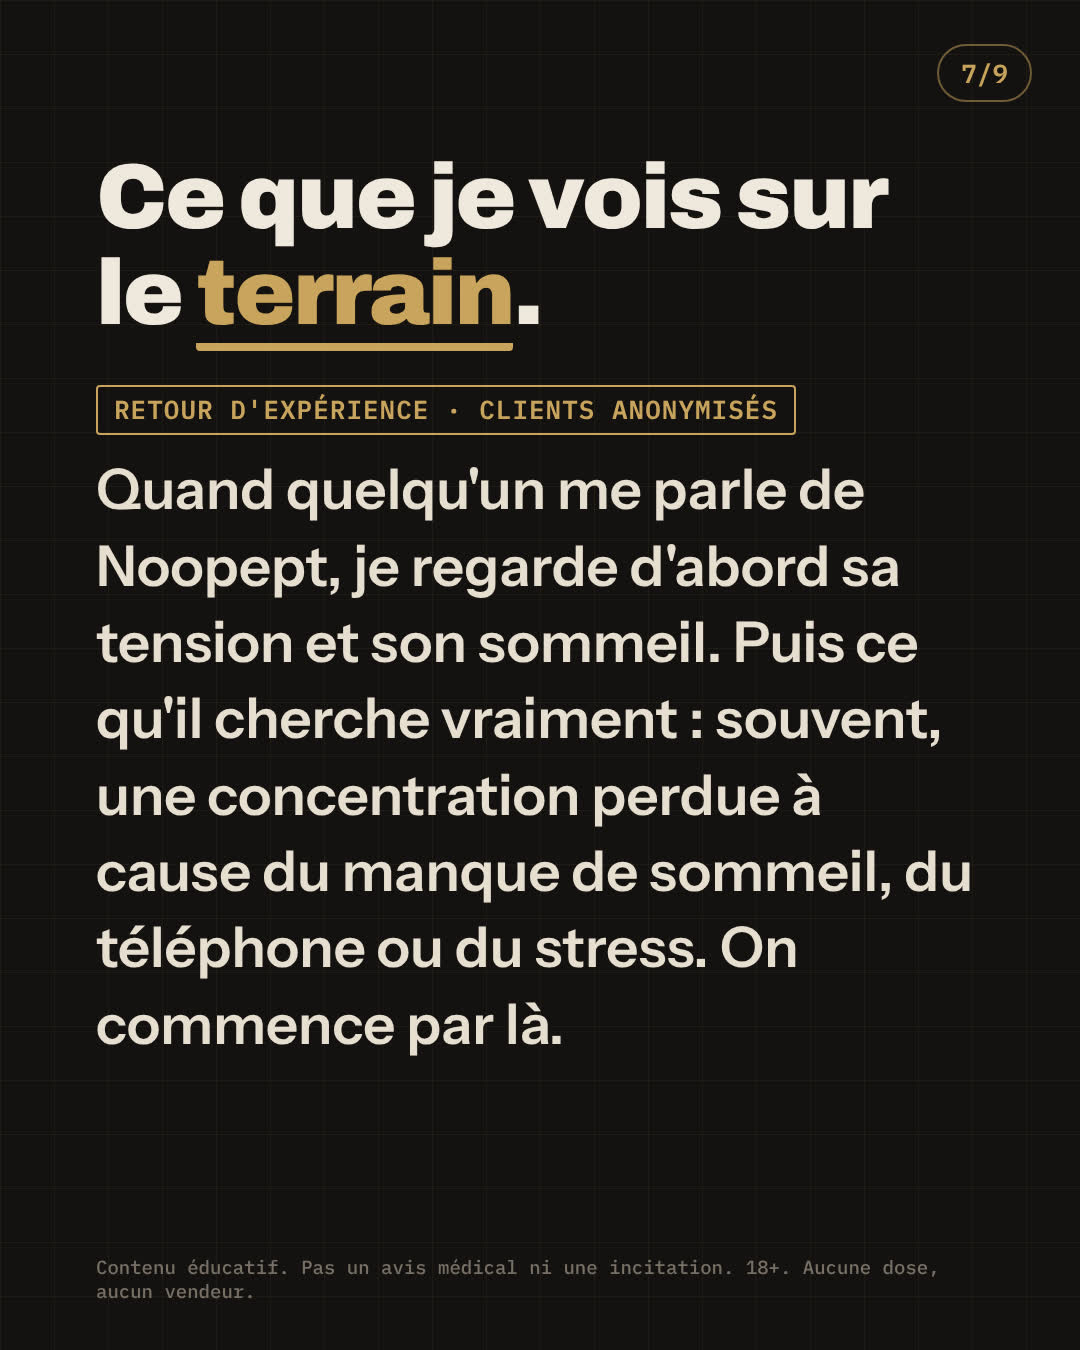 7/9
Ce que je vois sur
le terrain.
RETOUR D'EXPÉRIENCE · CLIENTS ANONYMISÉS
Quand quelqu'un me parle de
Noopept, je regarde d'abord sa
tension et son sommeil. Puis ce
qu'il cherche vraiment : souvent,
une concentration perdue à
cause du manque de sommeil, du
téléphone ou du stress. On
commence par là.
Contenu éducatif. Pas un avis médical ni une incitation. 18+. Aucune dose,
aucun vendeur.